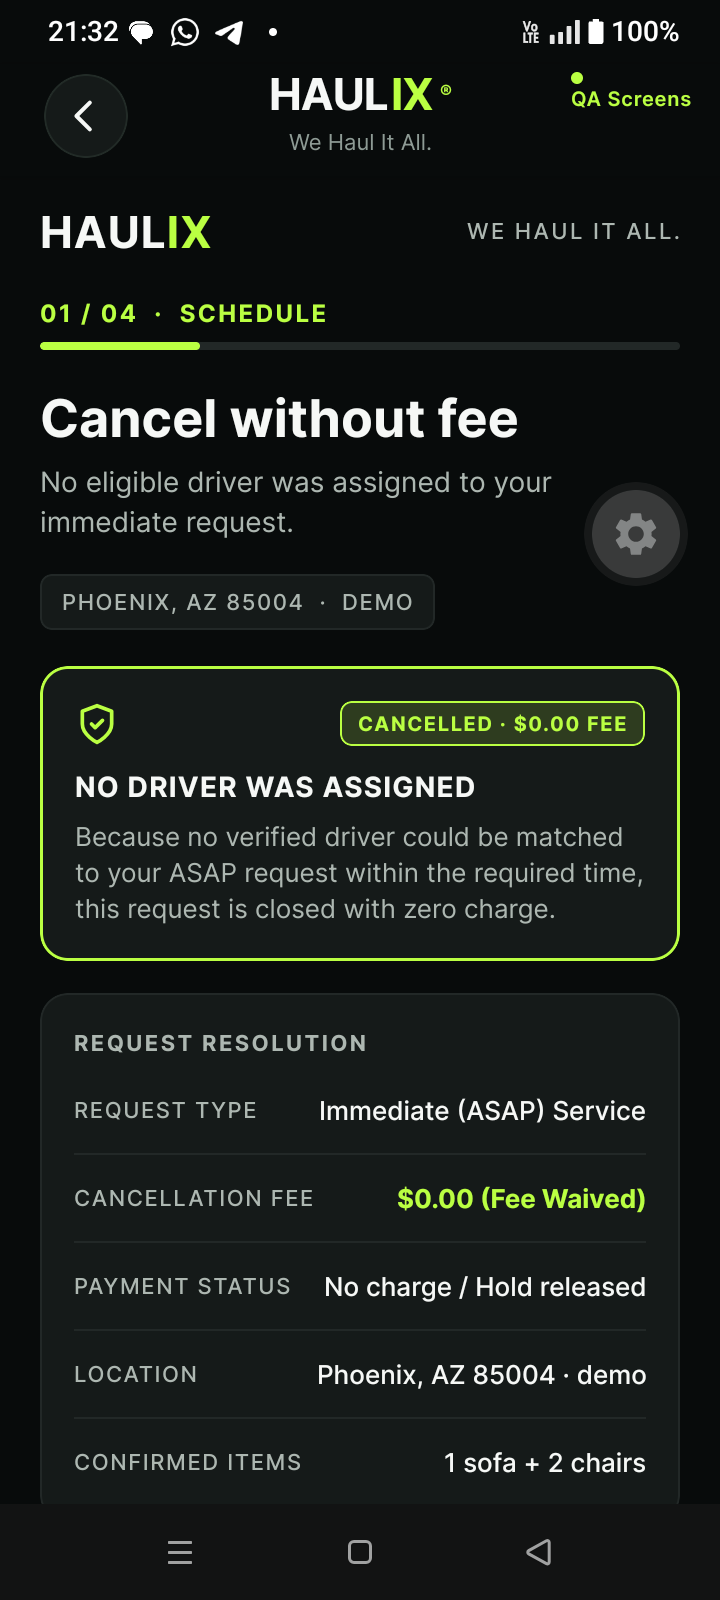 21:32
Vo LTE 100%
HAULIX ®
We Haul It All.
QA Screens
HAULIX
WE HAUL IT ALL.
01 / 04 · SCHEDULE
Cancel without fee
No eligible driver was assigned to your
immediate request.
PHOENIX, AZ 85004 · DEMO
CANCELLED · $0.00 FEE
NO DRIVER WAS ASSIGNED
Because no verified driver could be matched
to your ASAP request within the required time,
this request is closed with zero charge.
REQUEST RESOLUTION
REQUEST TYPE Immediate (ASAP) Service
CANCELLATION FEE $0.00 (Fee Waived)
PAYMENT STATUS No charge / Hold released
LOCATION Phoenix, AZ 85004 · demo
CONFIRMED ITEMS 1 sofa + 2 chairs